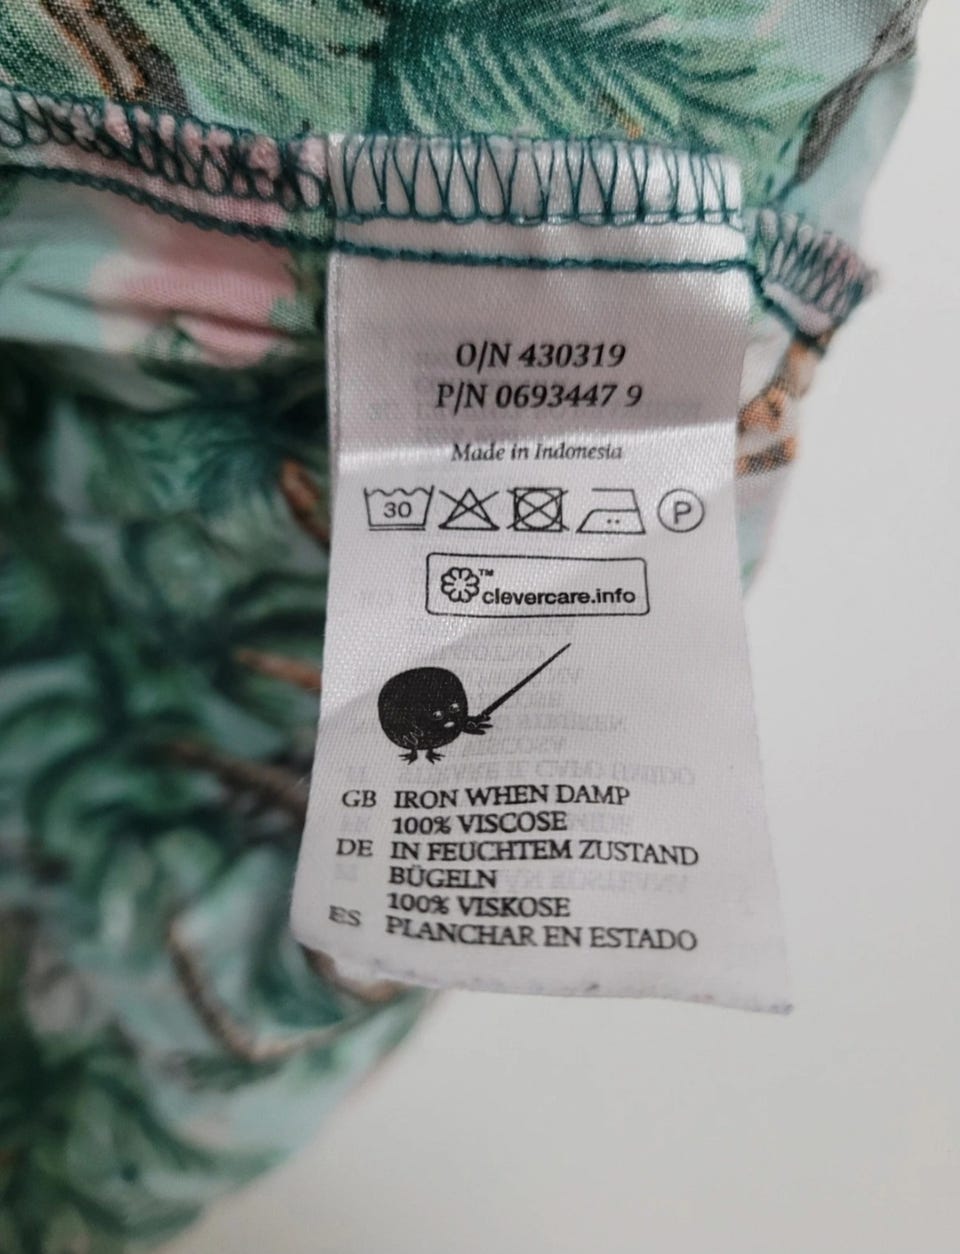 O/N 430319
P/N 0693447 9
Made in Indonesia
30
P
™
clevercare.info
GB IRON WHEN DAMP
100% VISCOSE
DE IN FEUCHTEM ZUSTAND
BÜGELN
100% VISKOSE
ES PLANCHAR EN ESTADO